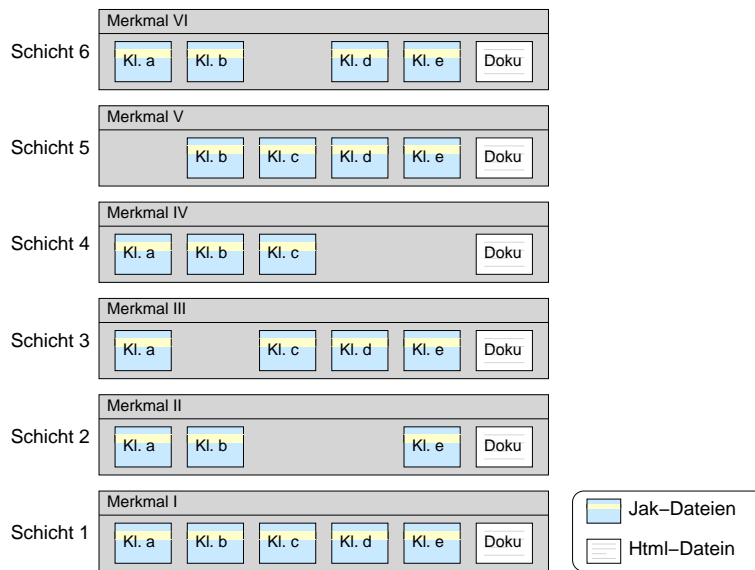 Merkmal VI
Schicht 6
Kl. a Kl. b Kl. d Kl. e Doku
Merkmal V
Schicht 5
Kl. b Kl. c Kl. d Kl. e Doku
Merkmal IV
Schicht 4
Kl. a Kl. b Kl. c Doku
Merkmal III
Schicht 3
Kl. a Kl. c Kl. d Kl. e Doku
Merkmal II
Schicht 2
Kl. a Kl. b Kl. e Doku
Merkmal I
Schicht 1
Kl. a Kl. b Kl. c Kl. d Kl. e Doku
Jak–Dateien
Html–Datein